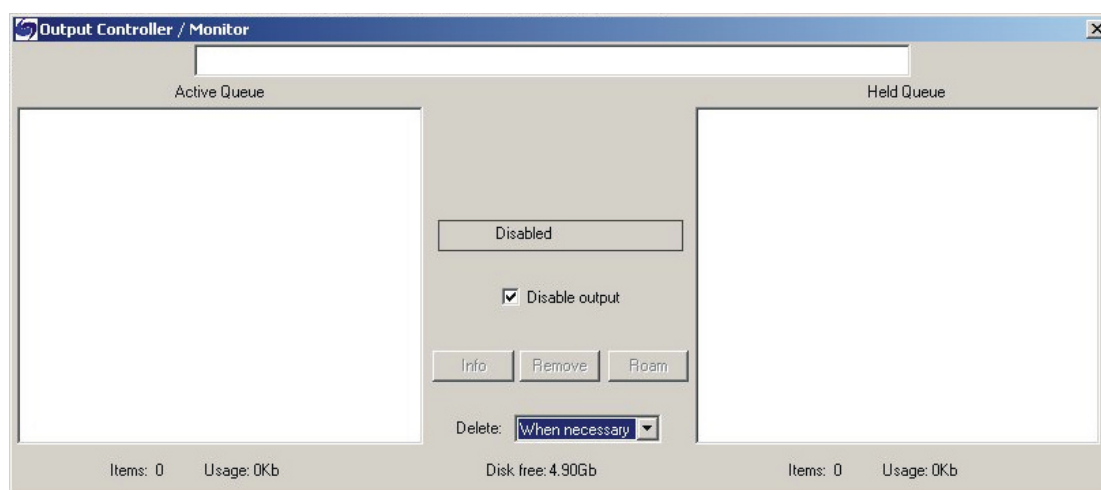 Output Controller / Monitor
Active Queue
Held Queue
Disabled
Disable output
Info
Remove
Roam
Delete: When necessary
Items: 0 Usage: 0Kb
Disk free: 4.90Gb
Items: 0 Usage: 0Kb